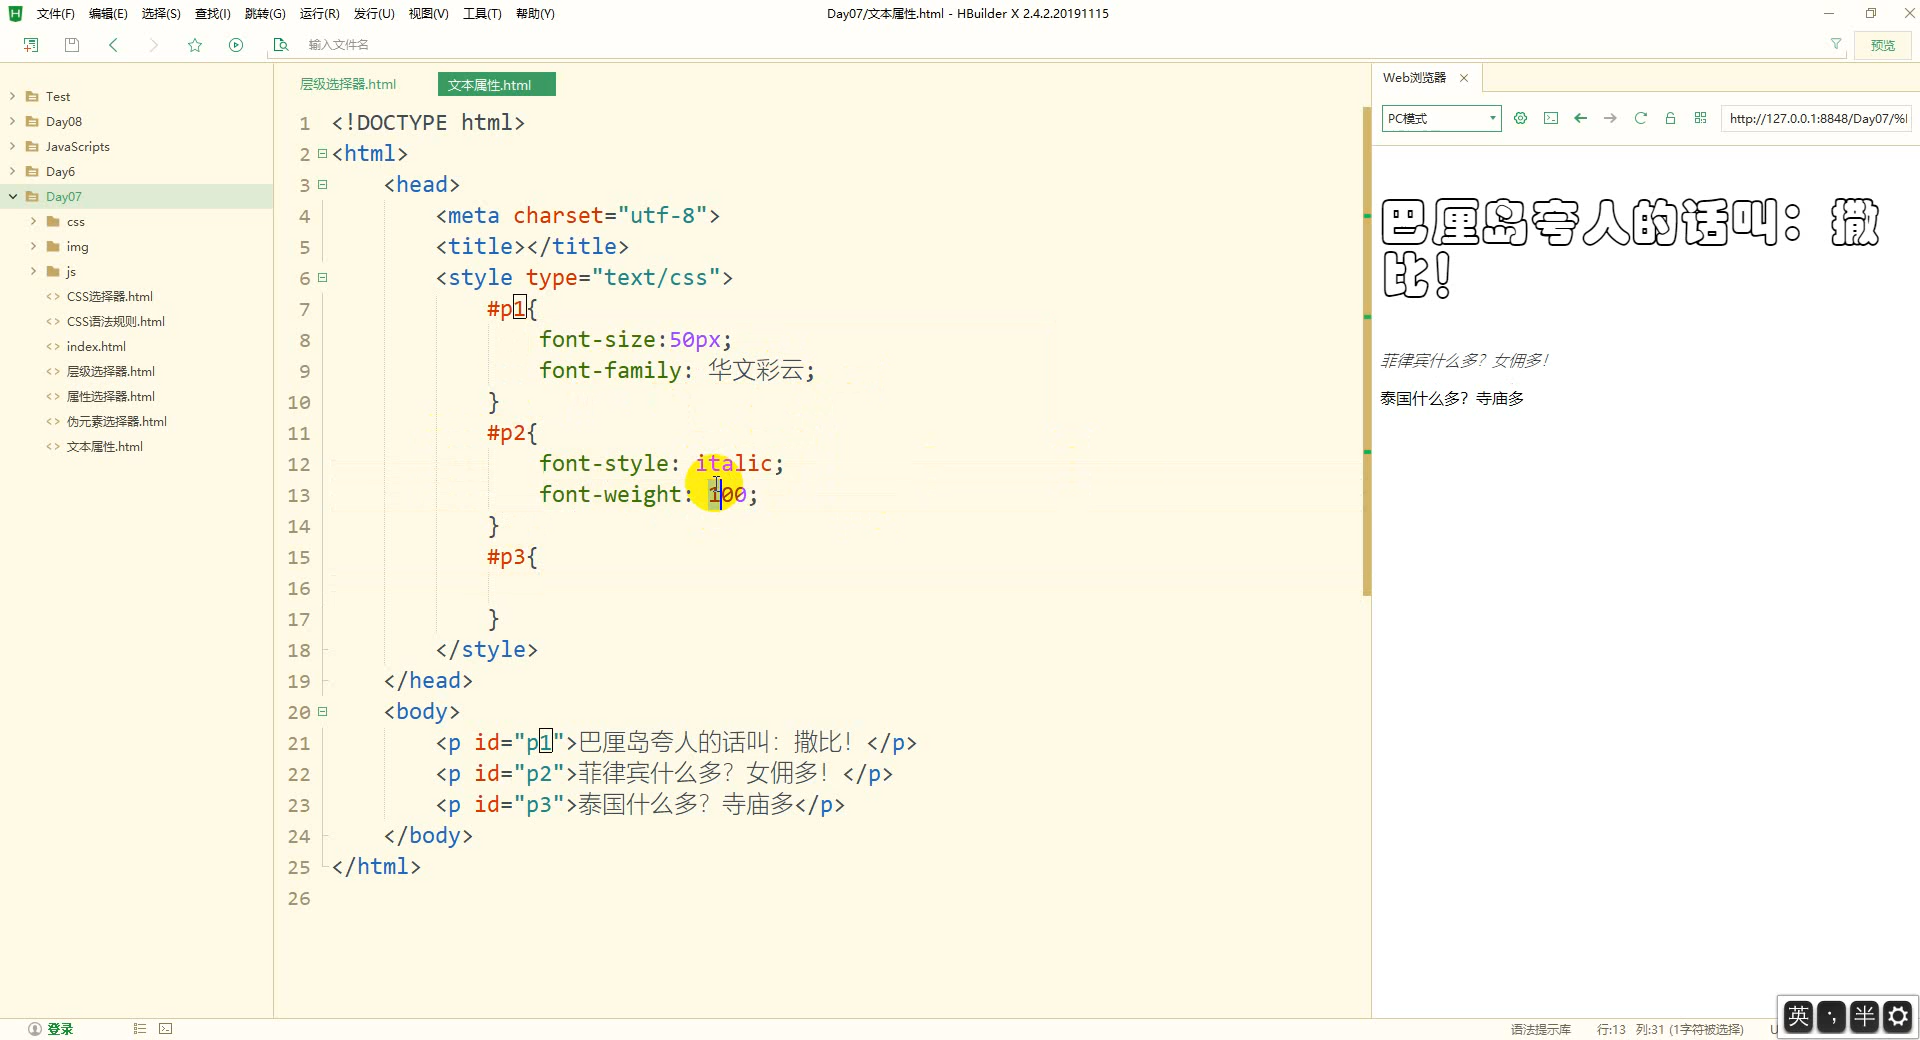 文件(F) 编辑(E) 选择(S) 查找(I) 跳转(G) 运行(R) 发行(U) 视图(V) 工具(T) 帮助(Y)
Day07/文本属性.html - HBuilder X 2.4.2.20191115
输入文件名
预览
Test
Day08
JavaScripts
Day6
Day07
css
img
js
CSS选择器.html
CSS语法规则.html
index.html
层级选择器.html
属性选择器.html
伪元素选择器.html
文本属性.html
层级选择器.html 文本属性.html
1 <!DOCTYPE html>
2 <html>
3 <head>
4 <meta charset="utf-8">
5 <title></title>
6 <style type="text/css">
7 #p1{
8 font-size:50px;
9 font-family: 华文彩云;
10 }
11 #p2{
12 font-style: italic;
13 font-weight: 100;
14 }
15 #p3{
16
17 }
18 </style>
19 </head>
20 <body>
21 <p id="p1">巴厘岛夸人的话叫：撒比！</p>
22 <p id="p2">菲律宾什么多？女佣多！</p>
23 <p id="p3">泰国什么多？寺庙多</p>
24 </body>
25 </html>
26
Web浏览器
PC模式
http://127.0.0.1:8848/Day07/%
巴厘岛夸人的话叫：撒
比！
菲律宾什么多？女佣多！
泰国什么多？寺庙多
登录
语法提示库 行:13 列:31 (1字符被选择)
英 半